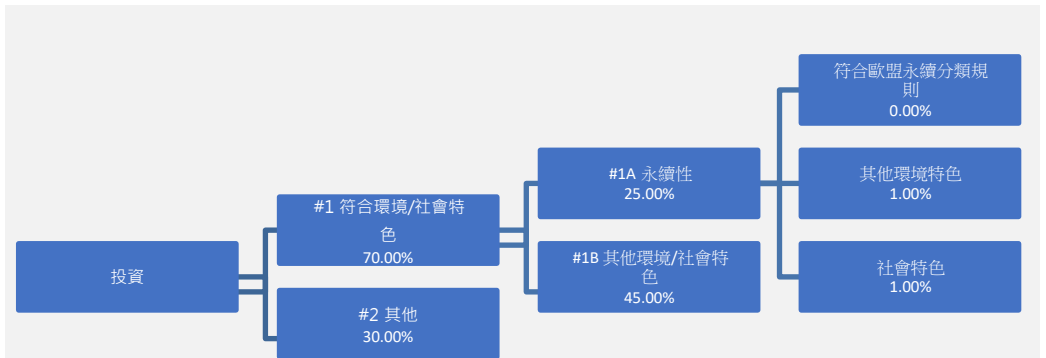 投資
#1 符合環境/社會特
色
70.00%
#2 其他
30.00%
#1A 永續性
25.00%
#1B 其他環境/社會特
色
45.00%
符合歐盟永續分類規
則
0.00%
其他環境特色
1.00%
社會特色
1.00%